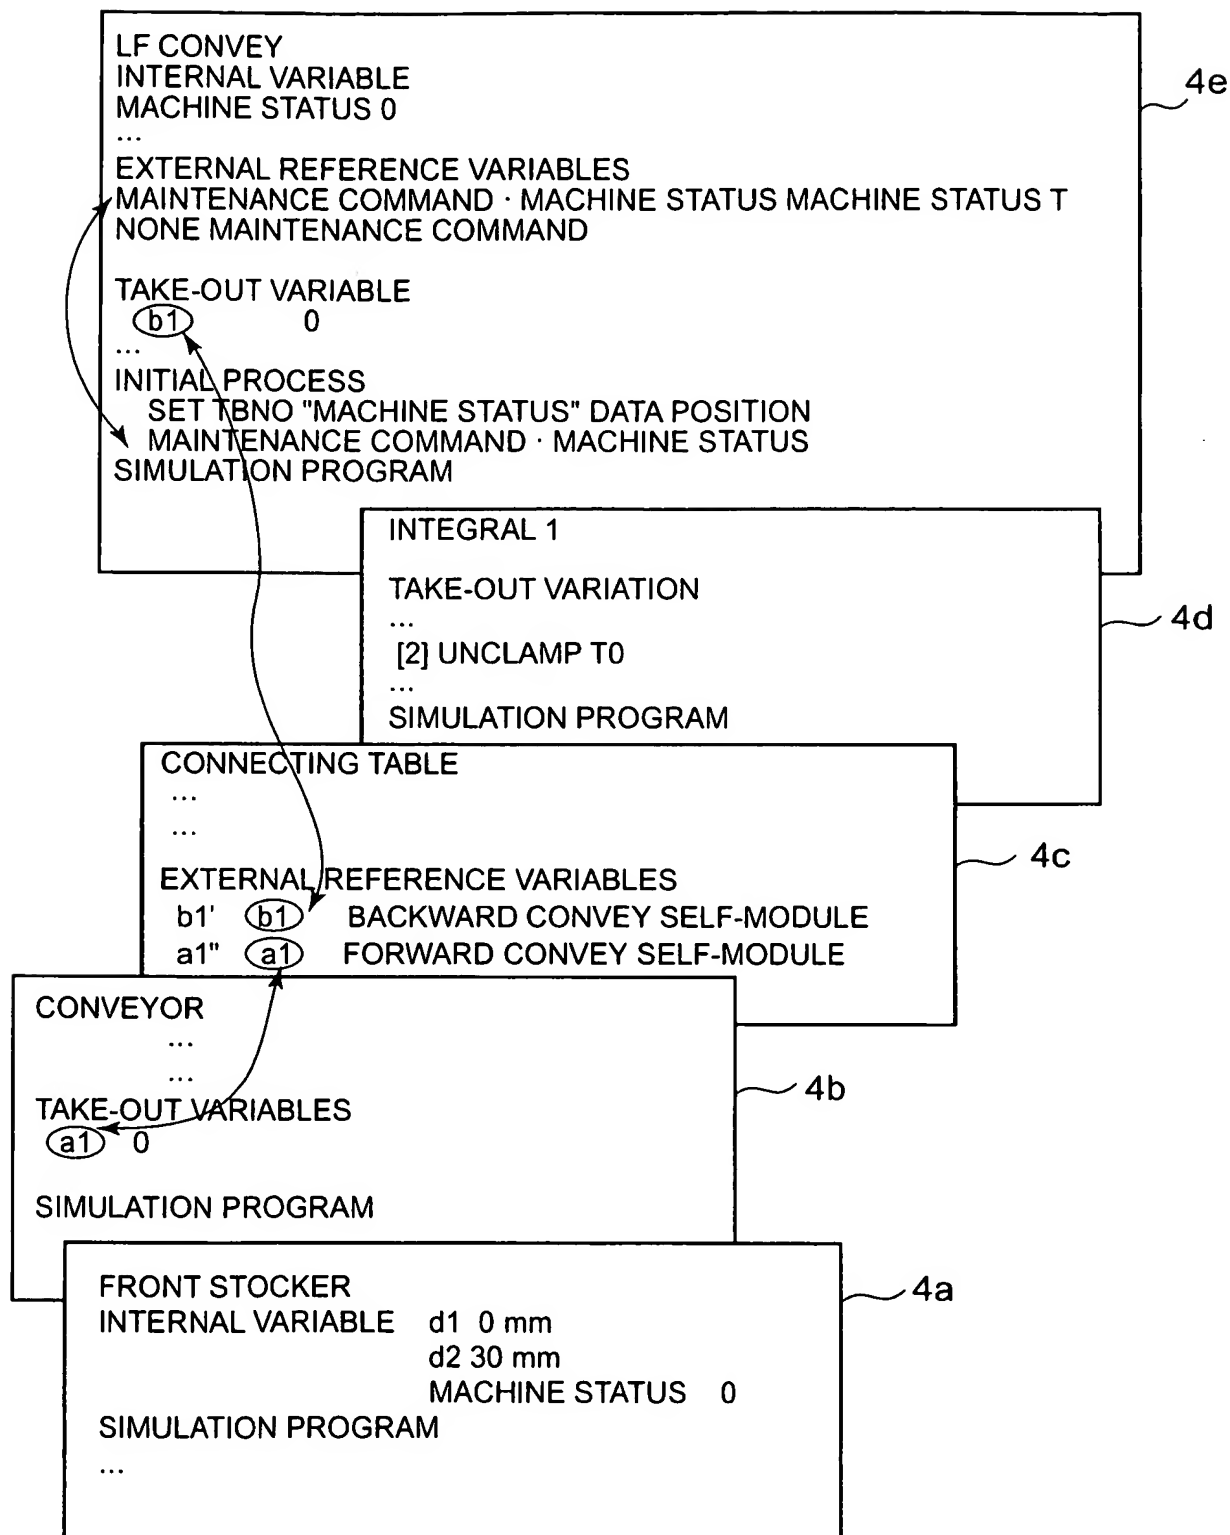 LF CONVEY
INTERNAL VARIABLE
MACHINE STATUS 0
...
EXTERNAL REFERENCE VARIABLES
MAINTENANCE COMMAND · MACHINE STATUS MACHINE STATUS T
NONE MAINTENANCE COMMAND
TAKE-OUT VARIABLE
b1 0
...
INITIAL PROCESS
SET TBNO "MACHINE STATUS" DATA POSITION
MAINTENANCE COMMAND · MACHINE STATUS
SIMULATION PROGRAM
4e
INTEGRAL 1
TAKE-OUT VARIATION
...
[2] UNCLAMP T0
...
SIMULATION PROGRAM
4d
CONNECTING TABLE
...
...
EXTERNAL REFERENCE VARIABLES
b1' b1 BACKWARD CONVEY SELF-MODULE
a1" a1 FORWARD CONVEY SELF-MODULE
4c
CONVEYOR
...
...
TAKE-OUT VARIABLES
a1 0
SIMULATION PROGRAM
4b
FRONT STOCKER
INTERNAL VARIABLE d1 0 mm
d2 30 mm
MACHINE STATUS 0
SIMULATION PROGRAM
...
4a